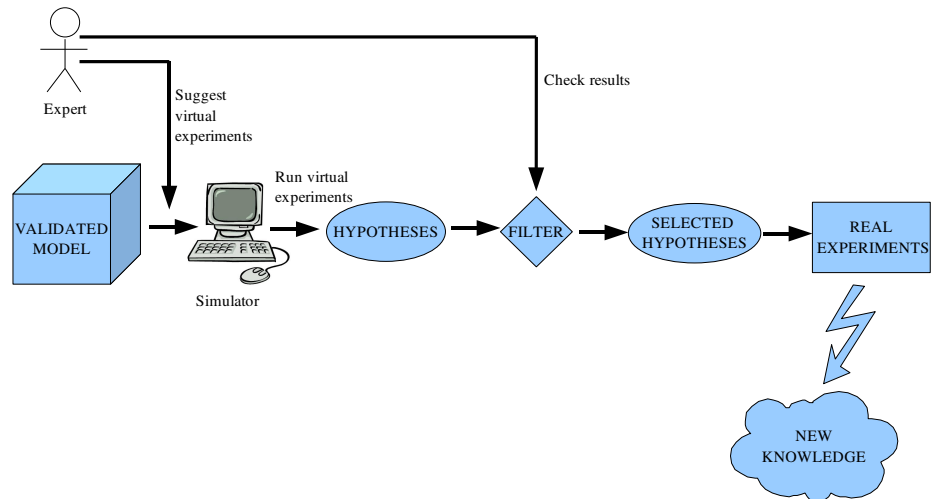 Expert
Suggest
virtual
experiments
Check results
VALIDATED
MODEL
Simulator
Run virtual
experiments
HYPOTHESES
FILTER
SELECTED
HYPOTHESES
REAL
EXPERIMENTS
NEW
KNOWLEDGE